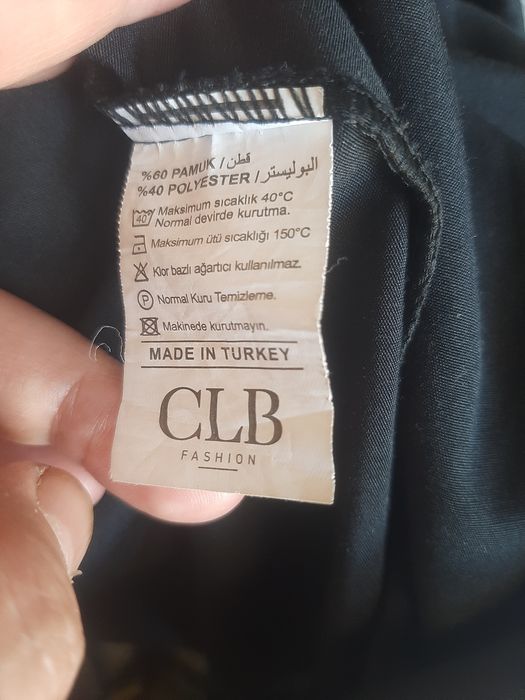 %60 PAMUK / قطن
%40 POLYESTER / البوليستر
40 Maksimum sıcaklık 40°C
Normal devirde kurutma.
Maksimum ütü sıcaklığı 150°C
Klor bazlı ağartıcı kullanılmaz.
P Normal Kuru Temizleme.
Makinede kurutmayın.
MADE IN TURKEY
CLB
FASHION